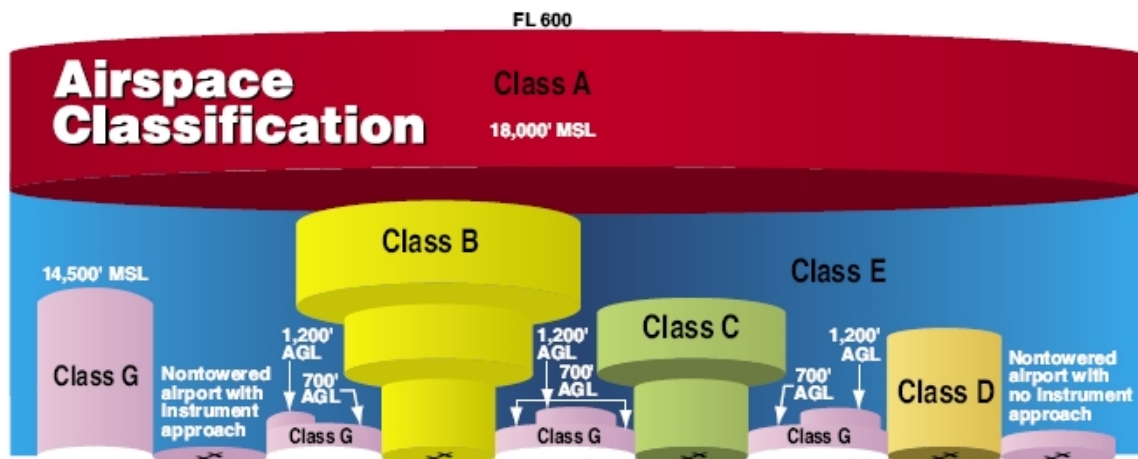 FL 600
Airspace
Classification
Class A
18,000' MSL
Class B
Class E
14,500' MSL
Class C
1,200'
AGL
1,200'
AGL
1,200'
AGL
Class G
Nontowered
airport with
Instrument
approach
700'
AGL
700'
AGL
700'
AGL
Class D
Nontowered
airport with
no Instrument
approach
Class G
Class G
Class G